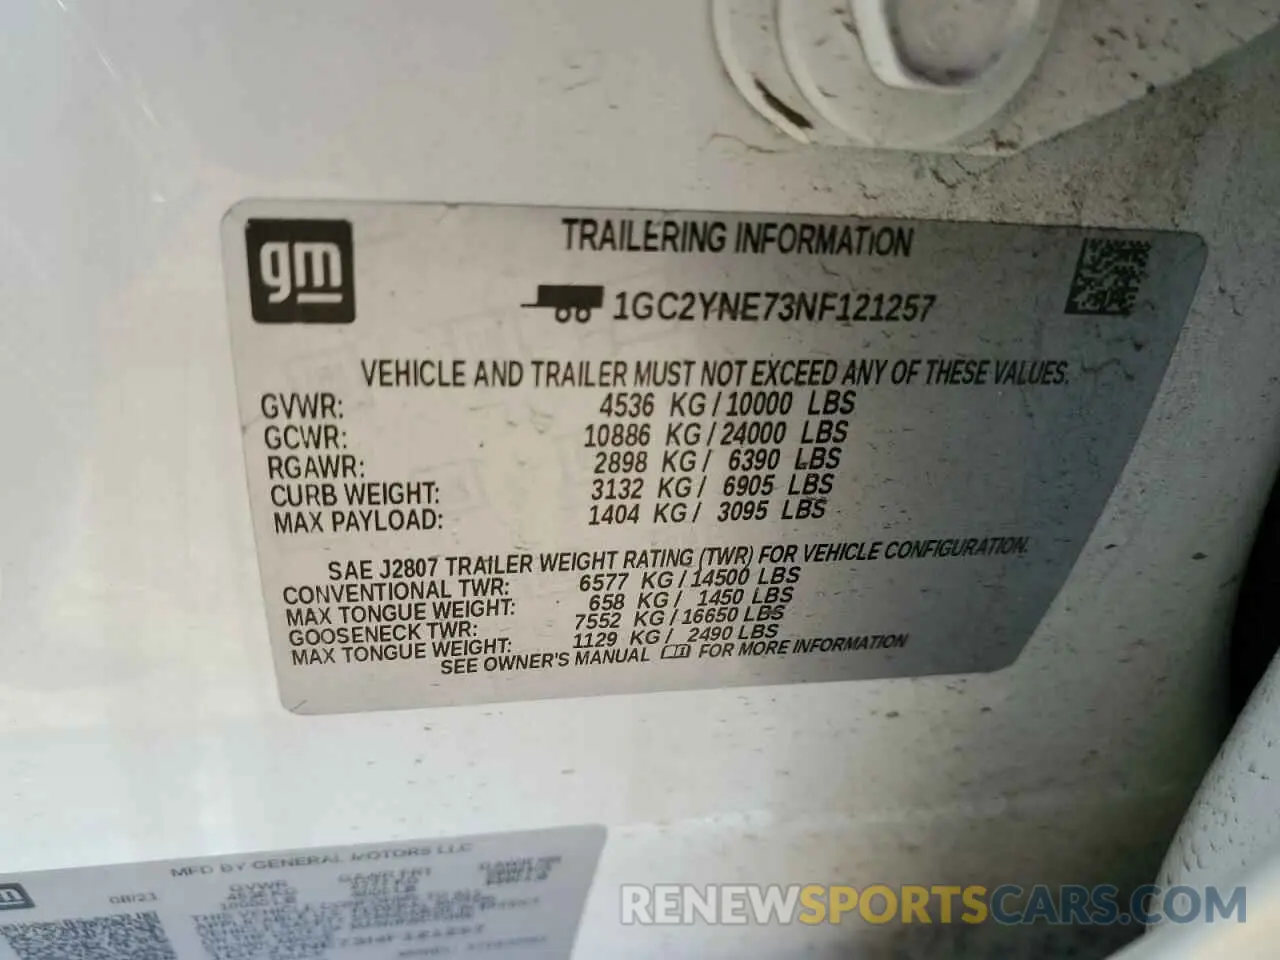 gm
TRAILERING INFORMATION
1GC2YNE73NF121257
VEHICLE AND TRAILER MUST NOT EXCEED ANY OF THESE VALUES.
GVWR: 4536 KG / 10000 LBS
GCWR: 10886 KG / 24000 LBS
RGAWR: 2898 KG / 6390 LBS
CURB WEIGHT: 3132 KG / 6905 LBS
MAX PAYLOAD: 1404 KG / 3095 LBS
SAE J2807 TRAILER WEIGHT RATING (TWR) FOR VEHICLE CONFIGURATION.
CONVENTIONAL TWR: 6577 KG / 14500 LBS
MAX TONGUE WEIGHT: 658 KG / 1450 LBS
GOOSENECK TWR: 7552 KG / 16650 LBS
MAX TONGUE WEIGHT: 1129 KG / 2490 LBS
SEE OWNER'S MANUAL FOR MORE INFORMATION
MFD BY GENERAL MOTORS LLC
08/23 GVWR
RENEWSPORTSCARS.COM